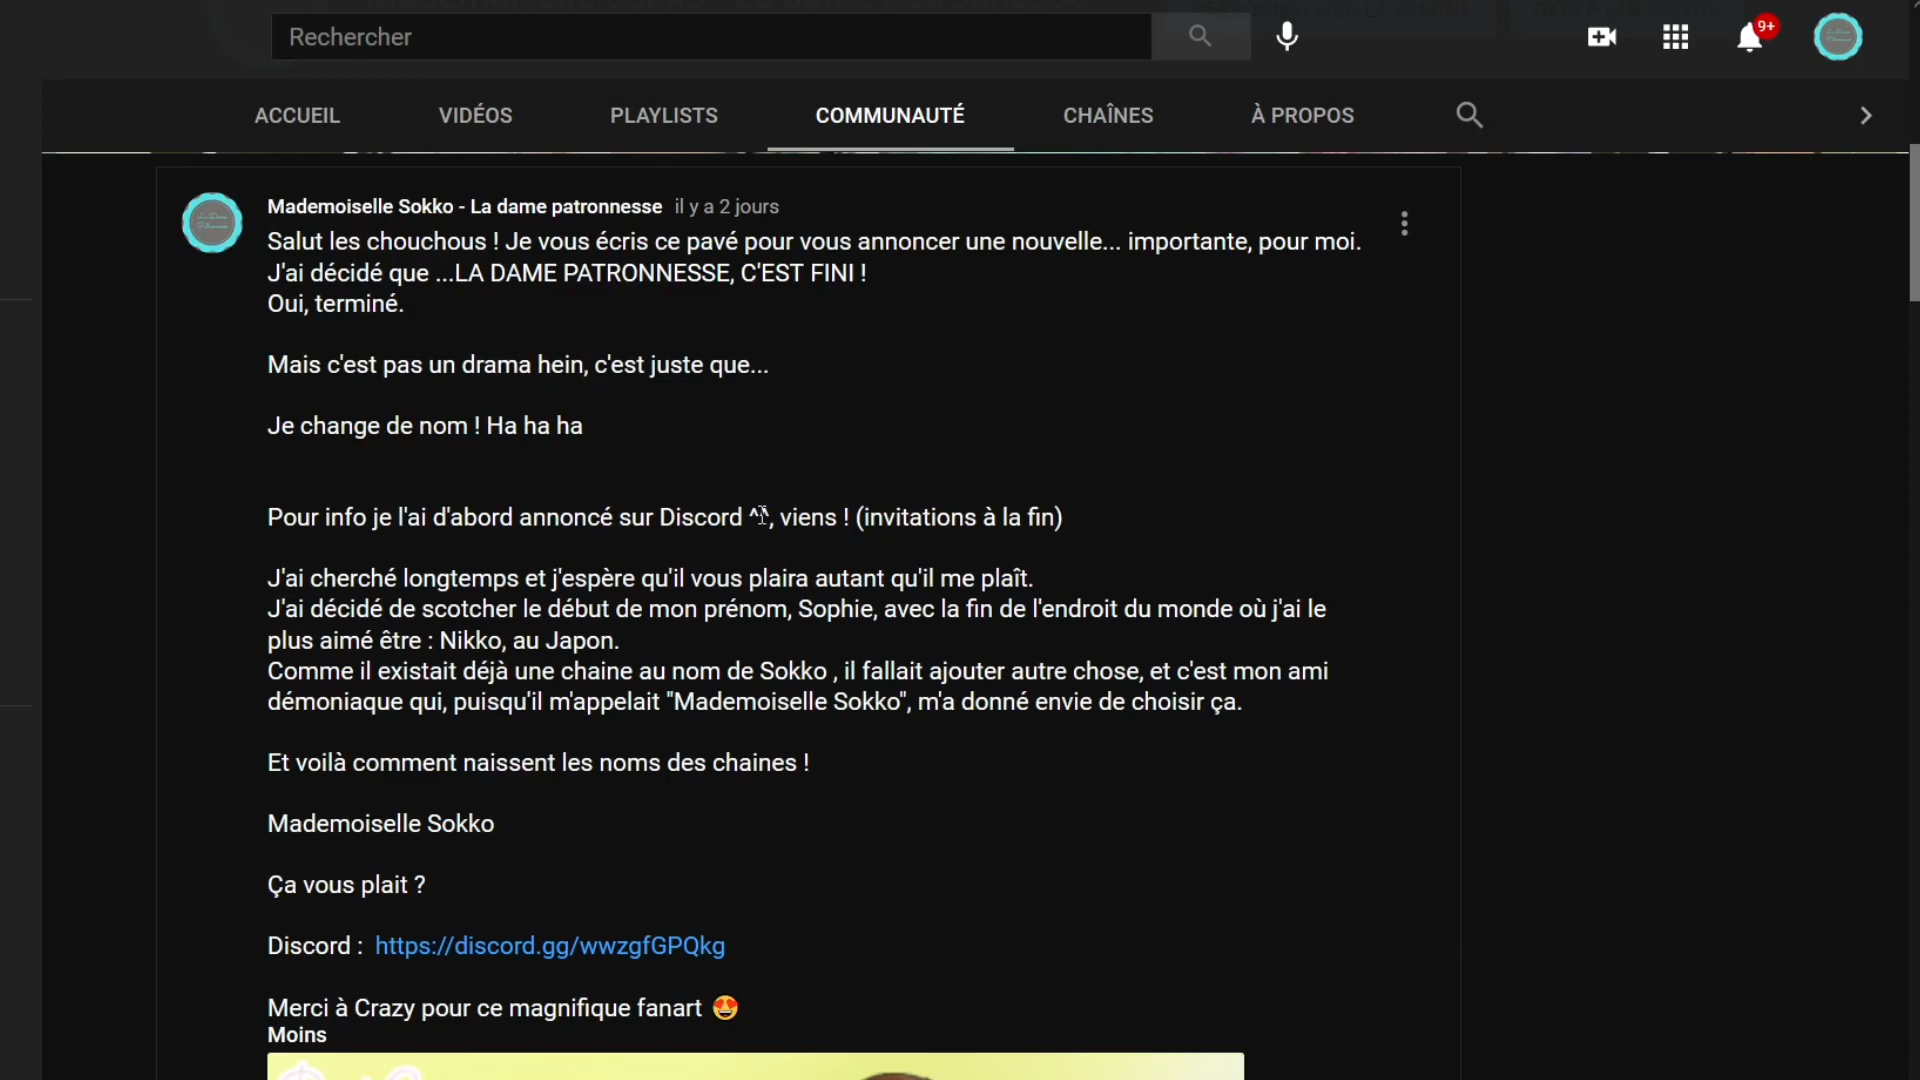 Rechercher
9+
ACCUEIL VIDÉOS PLAYLISTS COMMUNAUTÉ CHAÎNES À PROPOS
Mademoiselle Sokko - La dame patronnesse il y a 2 jours
Salut les chouchous ! Je vous écris ce pavé pour vous annoncer une nouvelle... importante, pour moi.
J'ai décidé que ...LA DAME PATRONNESSE, C'EST FINI !
Oui, terminé.
Mais c'est pas un drama hein, c'est juste que...
Je change de nom ! Ha ha ha
Pour info je l'ai d'abord annoncé sur Discord ^^, viens ! (invitations à la fin)
J'ai cherché longtemps et j'espère qu'il vous plaira autant qu'il me plaît.
J'ai décidé de scotcher le début de mon prénom, Sophie, avec la fin de l'endroit du monde où j'ai le
plus aimé être : Nikko, au Japon.
Comme il existait déjà une chaine au nom de Sokko , il fallait ajouter autre chose, et c'est mon ami
démoniaque qui, puisqu'il m'appelait "Mademoiselle Sokko", m'a donné envie de choisir ça.
Et voilà comment naissent les noms des chaines !
Mademoiselle Sokko
Ça vous plait ?
Discord : https://discord.gg/wwzgfGPQkg
Merci à Crazy pour ce magnifique fanart 😍
Moins